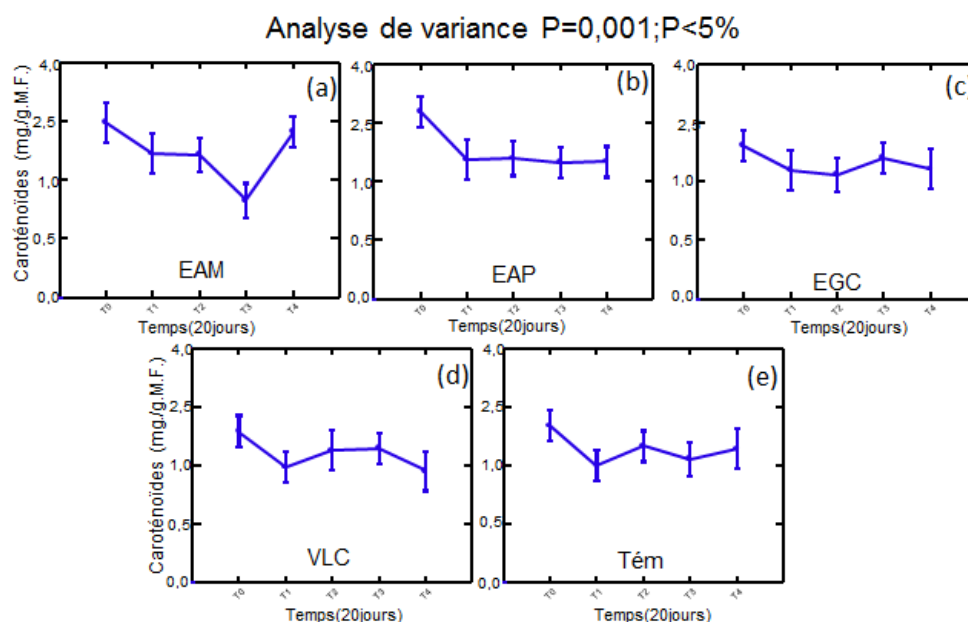 Analyse de variance P=0,001;P<5%
Caroténoïdes (mg./g.M.F.)
4,0
2,5
1,0
0,5
0,0
(a)
EAM
T0 T1 T2 T3 T4
Temps(20jours)
4,0
2,5
1,0
0,5
0,0
(b)
EAP
T0 T1 T2 T3 T4
Temps(20jours)
4,0
2,5
1,0
0,5
0,0
(c)
EGC
T0 T1 T2 T3 T4
Temps(20jours)
Caroténoïdes (mg./g.M.F.)
4,0
2,5
1,0
0,5
0,0
(d)
VLC
T0 T1 T2 T3 T4
Temps(20jours)
4,0
2,5
1,0
0,5
0,0
(e)
Tém
T0 T1 T2 T3 T4
Temps(20jours)